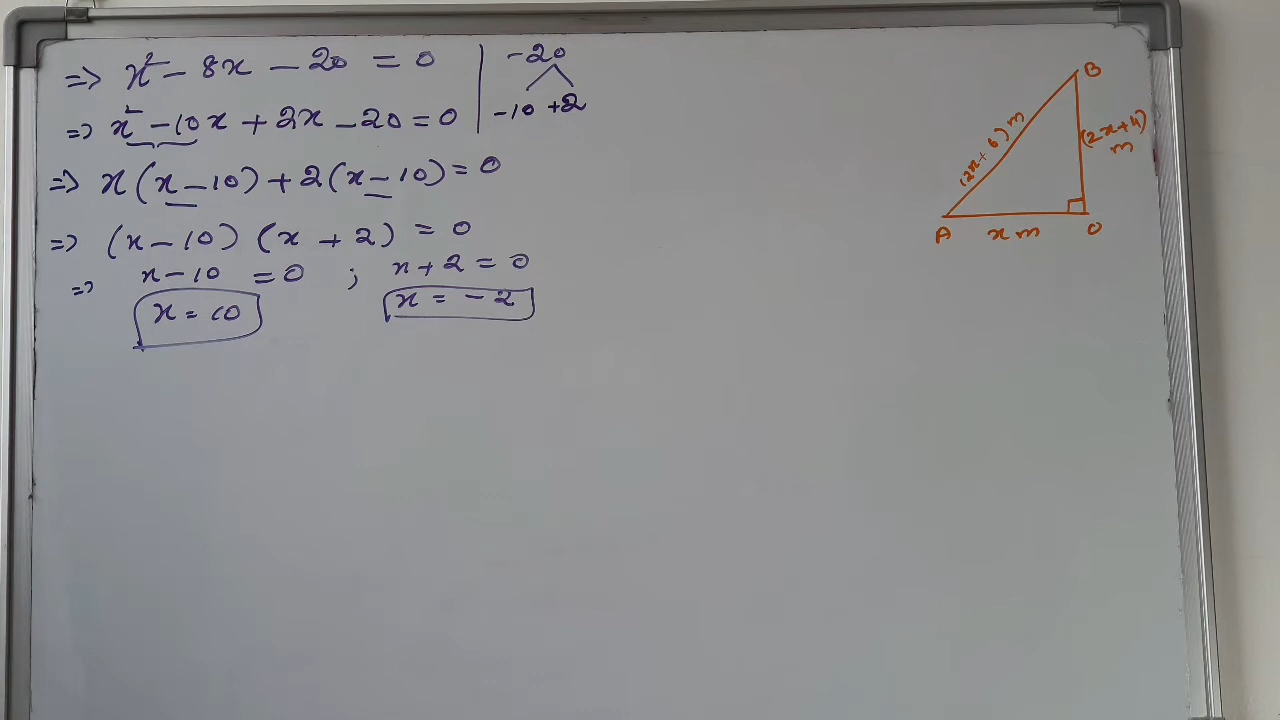 => x² - 8x - 20 = 0
=> x² - 10x + 2x - 20 = 0
=> x(x - 10) + 2(x - 10) = 0
=> (x - 10) (x + 2) = 0
=> x - 10 = 0 ; x + 2 = 0
x = 10 x = -2
-20
-10 +2
B
(2x+6) m
(2x+4)
m
A x m O